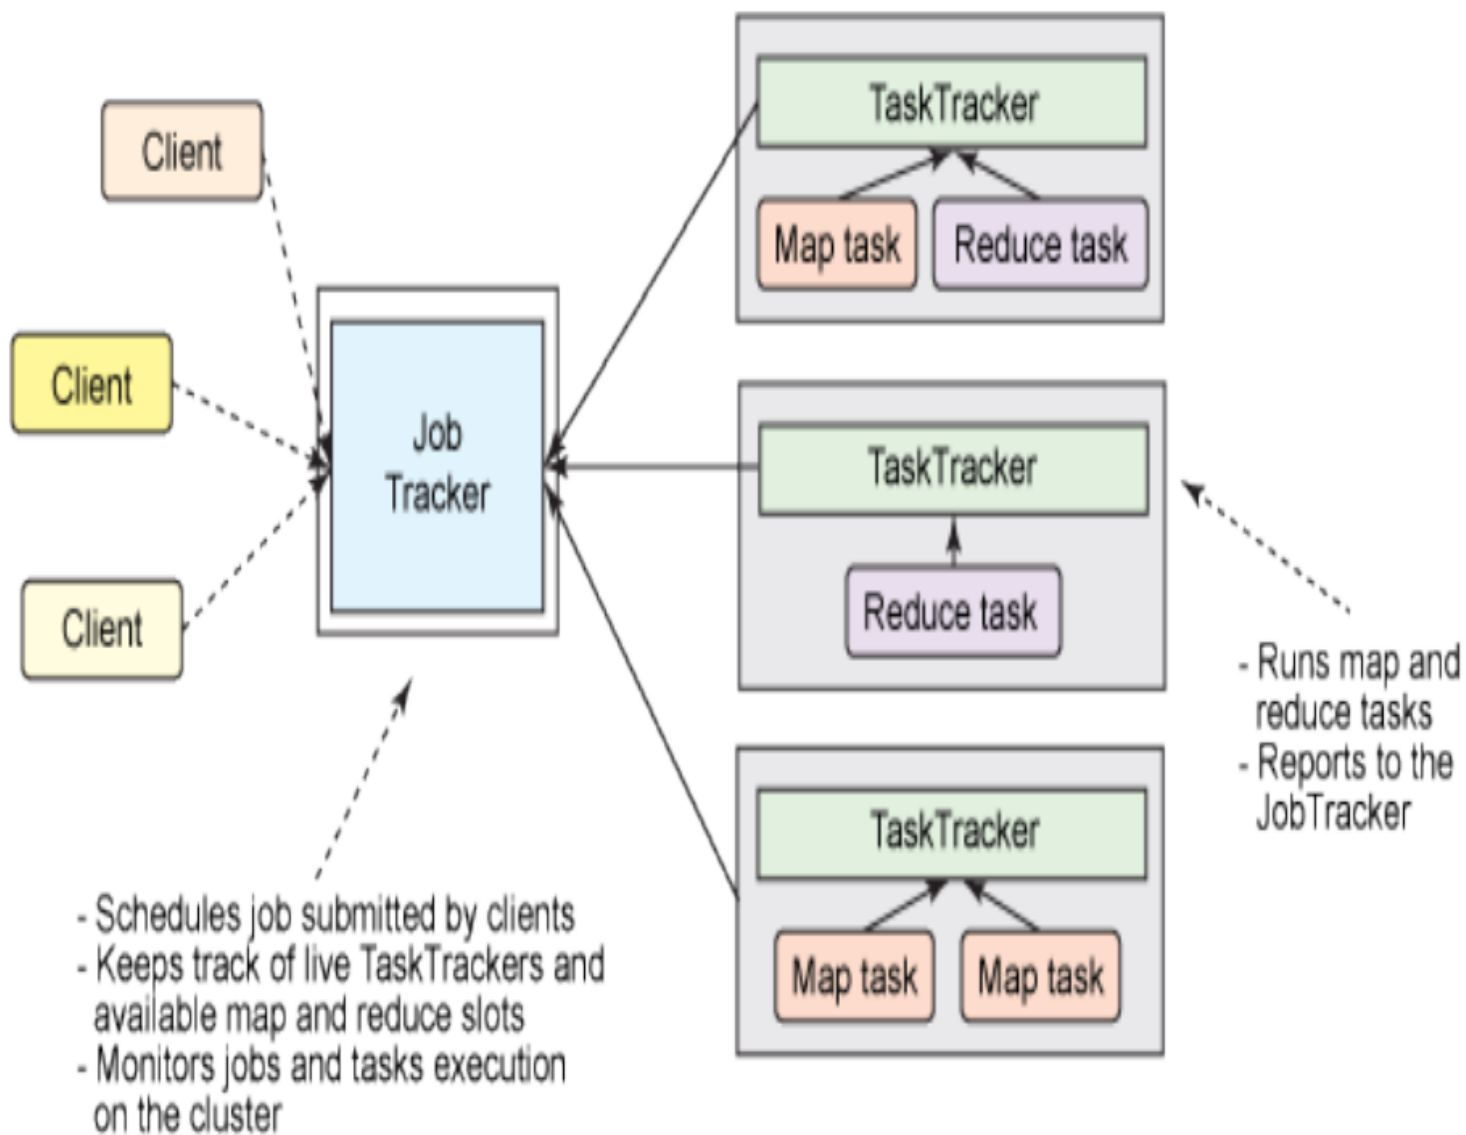 Client
Client
Client
Job
Tracker
TaskTracker
Map task
Reduce task
TaskTracker
Reduce task
TaskTracker
Map task
Map task
- Schedules job submitted by clients
- Keeps track of live TaskTrackers and
available map and reduce slots
- Monitors jobs and tasks execution
on the cluster
- Runs map and
reduce tasks
- Reports to the
JobTracker